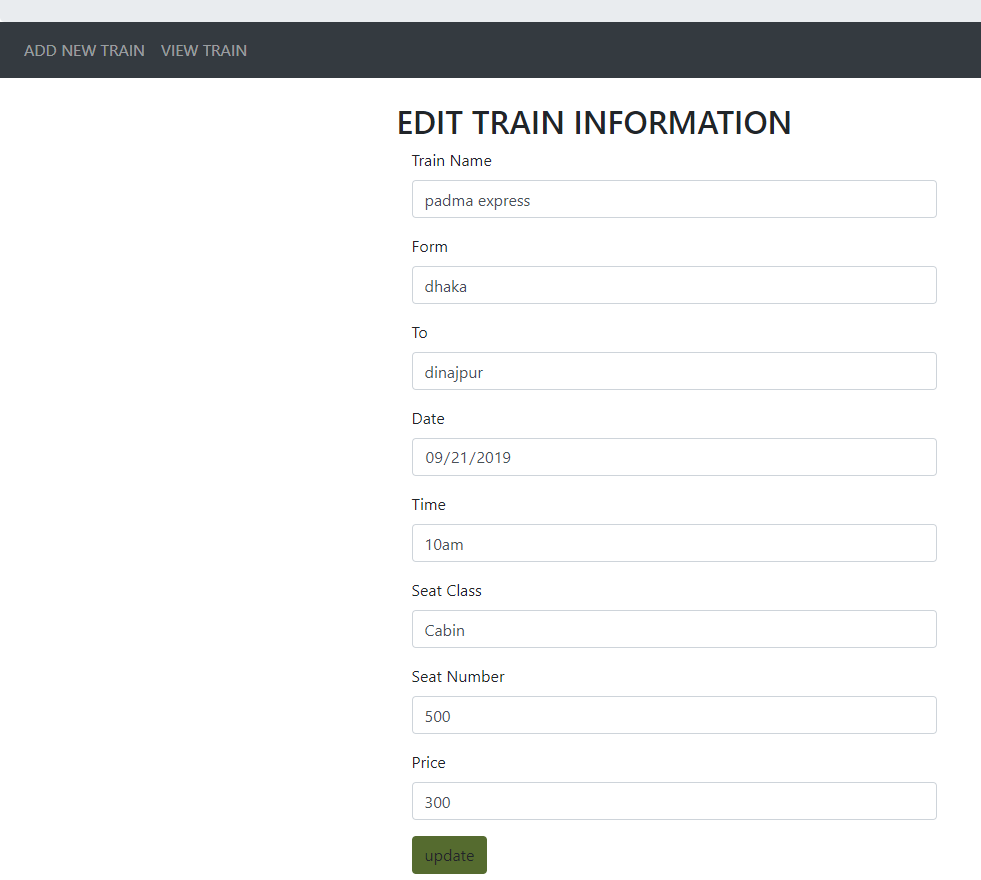 ADD NEW TRAIN VIEW TRAIN
EDIT TRAIN INFORMATION
Train Name
padma express
Form
dhaka
To
dinajpur
Date
09/21/2019
Time
10am
Seat Class
Cabin
Seat Number
500
Price
300
update